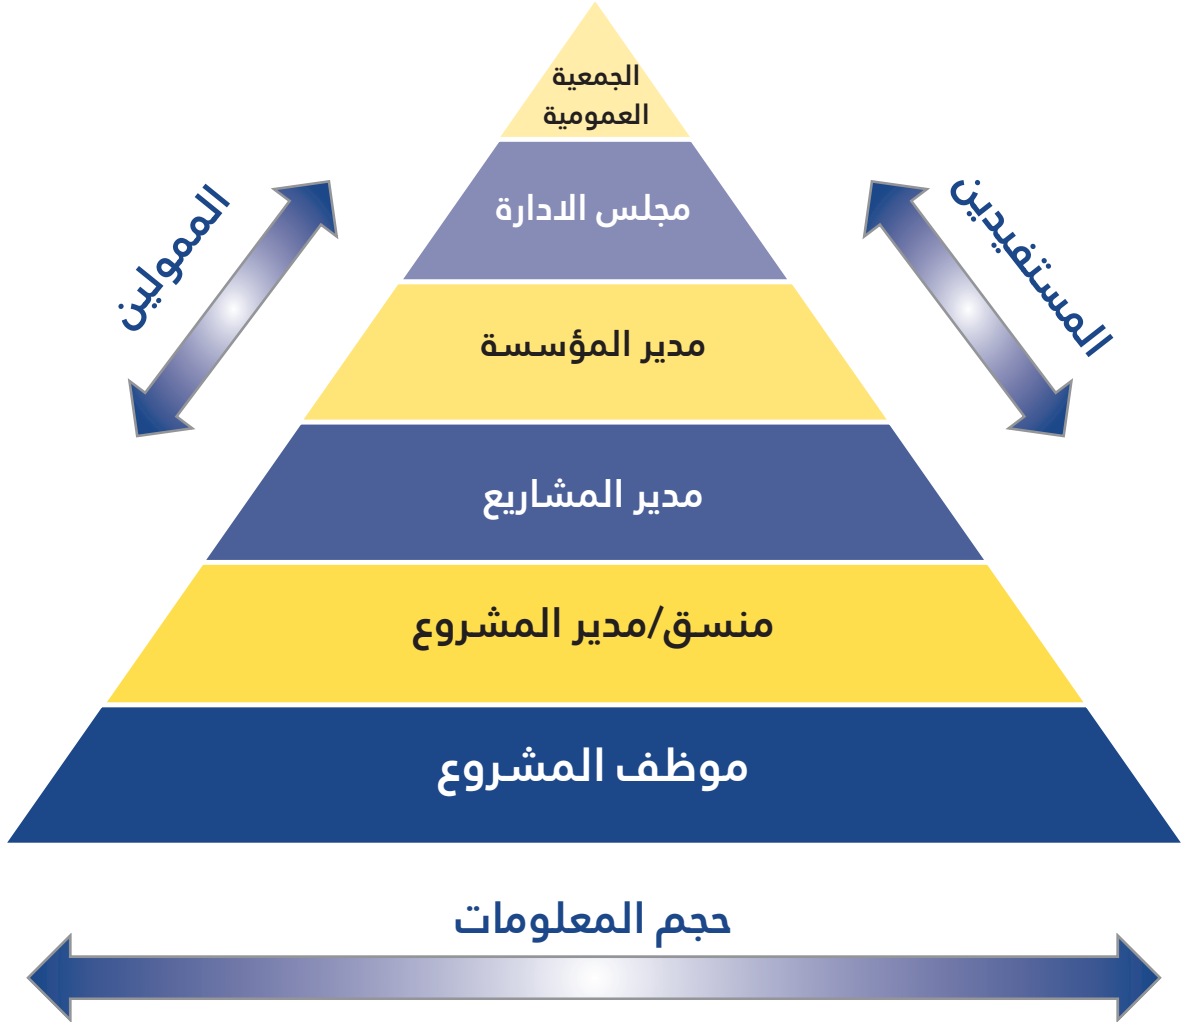 الجمعية
العمومية
مجلس الادارة
المستفيدين
الممولين
مدير المؤسسة
مدير المشاريع
منسق/مدير المشروع
موظف المشروع
حجم المعلومات